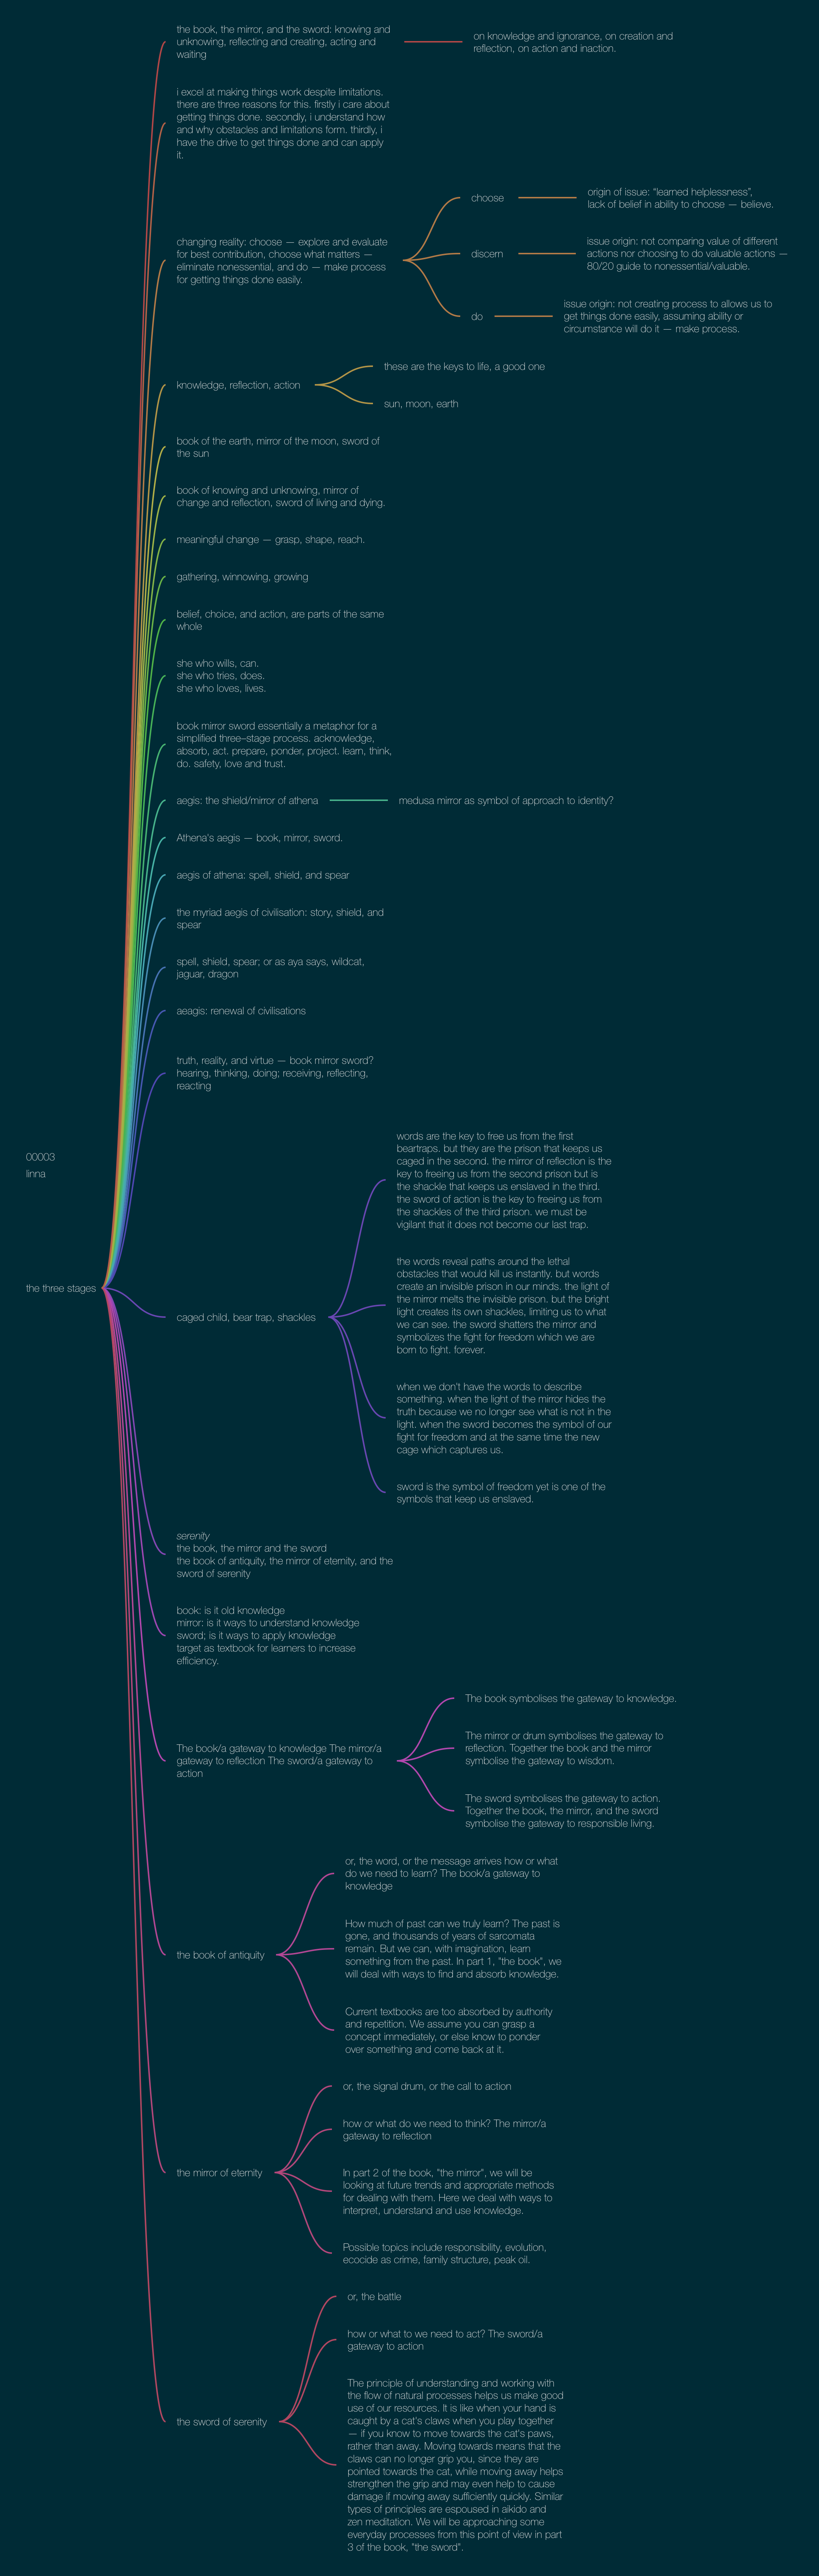 the book, the mirror, and the sword: knowing and
unknowing, reflecting and creating, acting and
waiting
on knowledge and ignorance, on creation and
reflection, on action and inaction.
i excel at making things work despite limitations.
there are three reasons for this. firstly i care about
getting things done. secondly, i understand how
and why obstacles and limitations form. thirdly, i
have the drive to get things done and can apply
it.
changing reality: choose — explore and evaluate
for best contribution, choose what matters —
eliminate nonessential, and do — make process
for getting things done easily.
choose
origin of issue: "learned helplessness",
lack of belief in ability to choose — believe.
discern
issue origin: not comparing value of different
actions nor choosing to do valuable actions —
80/20 guide to nonessential/valuable.
do
issue origin: not creating process to allows us to
get things done easily, assuming ability or
circumstance will do it — make process.
knowledge, reflection, action
these are the keys to life, a good one
sun, moon, earth
book of the earth, mirror of the moon, sword of
the sun
book of knowing and unknowing, mirror of
change and reflection, sword of living and dying.
meaningful change — grasp, shape, reach.
gathering, winnowing, growing
belief, choice, and action, are parts of the same
whole
she who wills, can.
she who tries, does.
she who loves, lives.
book mirror sword essentially a metaphor for a
simplified three–stage process. acknowledge,
absorb, act. prepare, ponder, project. learn, think,
do. safety, love and trust.
aegis: the shield/mirror of athena
medusa mirror as symbol of approach to identity?
Athena's aegis — book, mirror, sword.
aegis of athena: spell, shield, and spear
the myriad aegis of civilisation: story, shield, and
spear
spell, shield, spear; or as aya says, wildcat,
jaguar, dragon
aeagis: renewal of civilisations
truth, reality, and virtue — book mirror sword?
hearing, thinking, doing; receiving, reflecting,
reacting
00003
linna
the three stages
caged child, bear trap, shackles
words are the key to free us from the first
beartraps. but they are the prison that keeps us
caged in the second. the mirror of reflection is the
key to freeing us from the second prison but is
the shackle that keeps us enslaved in the third.
the sword of action is the key to freeing us from
the shackles of the third prison. we must be
vigilant that it does not become our last trap.
the words reveal paths around the lethal
obstacles that would kill us instantly. but words
create an invisible prison in our minds. the light of
the mirror melts the invisible prison. but the bright
light creates its own shackles, limiting us to what
we can see. the sword shatters the mirror and
symbolizes the fight for freedom which we are
born to fight. forever.
when we don't have the words to describe
something. when the light of the mirror hides the
truth because we no longer see what is not in the
light. when the sword becomes the symbol of our
fight for freedom and at the same time the new
cage which captures us.
sword is the symbol of freedom yet is one of the
symbols that keep us enslaved.
serenity
the book, the mirror and the sword
the book of antiquity, the mirror of eternity, and the
sword of serenity
book: is it old knowledge
mirror: is it ways to understand knowledge
sword; is it ways to apply knowledge
target as textbook for learners to increase
efficiency.
The book/a gateway to knowledge The mirror/a
gateway to reflection The sword/a gateway to
action
The book symbolises the gateway to knowledge.
The mirror or drum symbolises the gateway to
reflection. Together the book and the mirror
symbolise the gateway to wisdom.
The sword symbolises the gateway to action.
Together the book, the mirror, and the sword
symbolise the gateway to responsible living.
the book of antiquity
or, the word, or the message arrives how or what
do we need to learn? The book/a gateway to
knowledge
How much of past can we truly learn? The past is
gone, and thousands of years of sarcomata
remain. But we can, with imagination, learn
something from the past. In part 1, "the book", we
will deal with ways to find and absorb knowledge.
Current textbooks are too absorbed by authority
and repetition. We assume you can grasp a
concept immediately, or else know to ponder
over something and come back at it.
the mirror of eternity
or, the signal drum, or the call to action
how or what do we need to think? The mirror/a
gateway to reflection
In part 2 of the book, "the mirror", we will be
looking at future trends and appropriate methods
for dealing with them. Here we deal with ways to
interpret, understand and use knowledge.
Possible topics include responsibility, evolution,
ecocide as crime, family structure, peak oil.
the sword of serenity
or, the battle
how or what to we need to act? The sword/a
gateway to action
The principle of understanding and working with
the flow of natural processes helps us make good
use of our resources. It is like when your hand is
caught by a cat's claws when you play together
— if you know to move towards the cat's paws,
rather than away. Moving towards means that the
claws can no longer grip you, since they are
pointed towards the cat, while moving away helps
strengthen the grip and may even help to cause
damage if moving away sufficiently quickly. Similar
types of principles are espoused in aikido and
zen meditation. We will be approaching some
everyday processes from this point of view in part
3 of the book, "the sword".